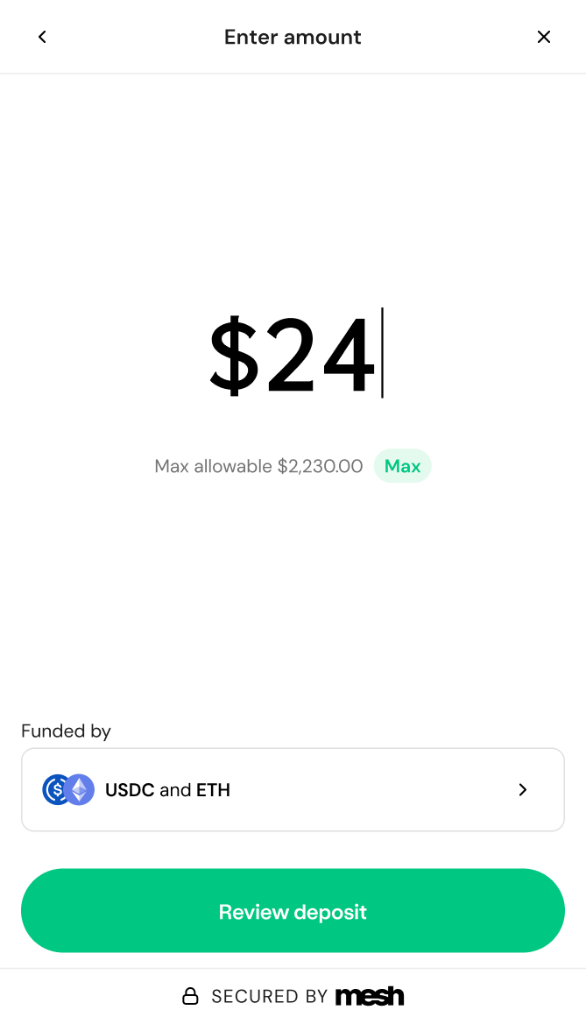 Enter amount
$24
Max allowable $2,230.00 Max
Funded by
USDC and ETH
Review deposit
SECURED BY mesh